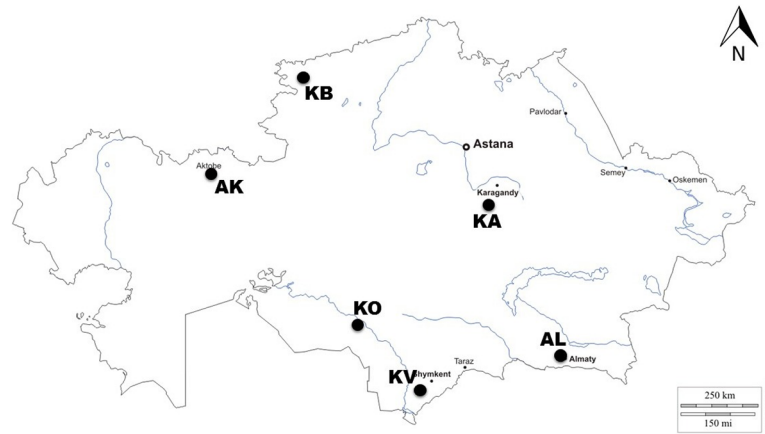 N
KB
Pavlodar
Astana
Aktobe
AK
Semey
Oskemen
Karagandy
KA
KO
AL
Almaty
Taraz
Shymkent
KV
250 km
150 mi